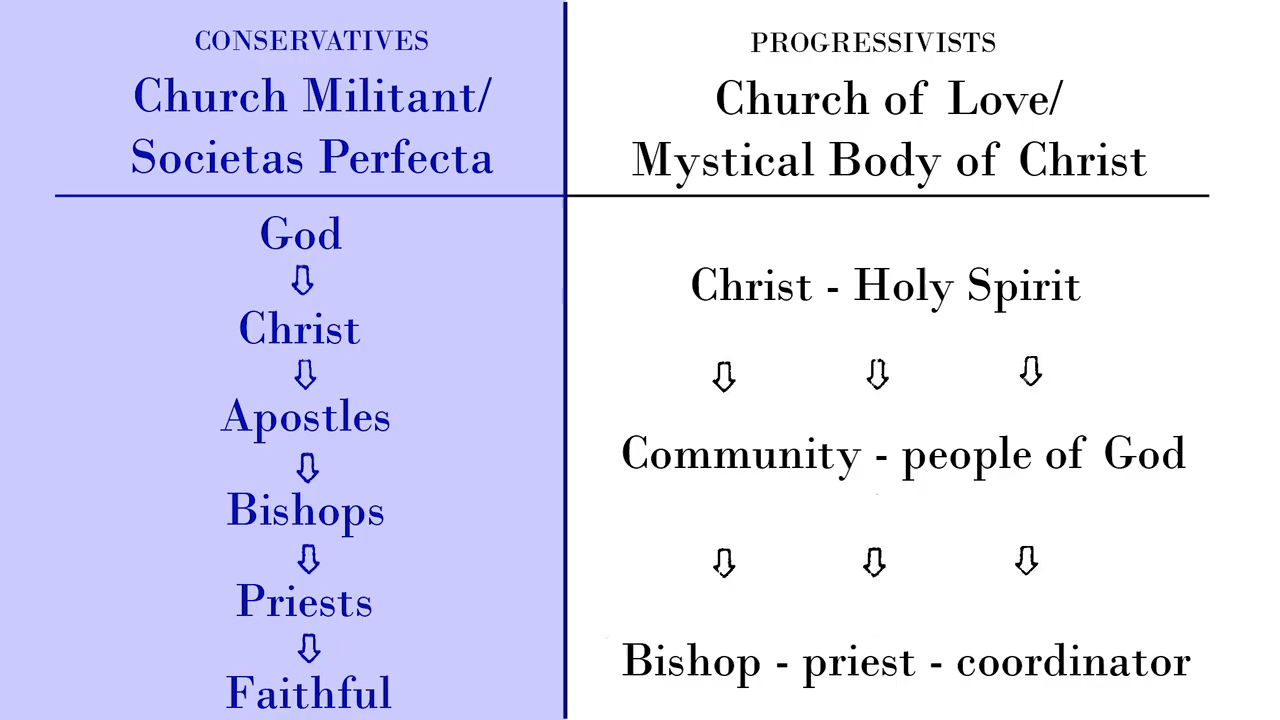 CONSERVATIVES
Church Militant/
Societas Perfecta
God
Christ
Apostles
Bishops
Priests
Faithful
PROGRESSIVISTS
Church of Love/
Mystical Body of Christ
Christ - Holy Spirit
Community - people of God
Bishop - priest - coordinator